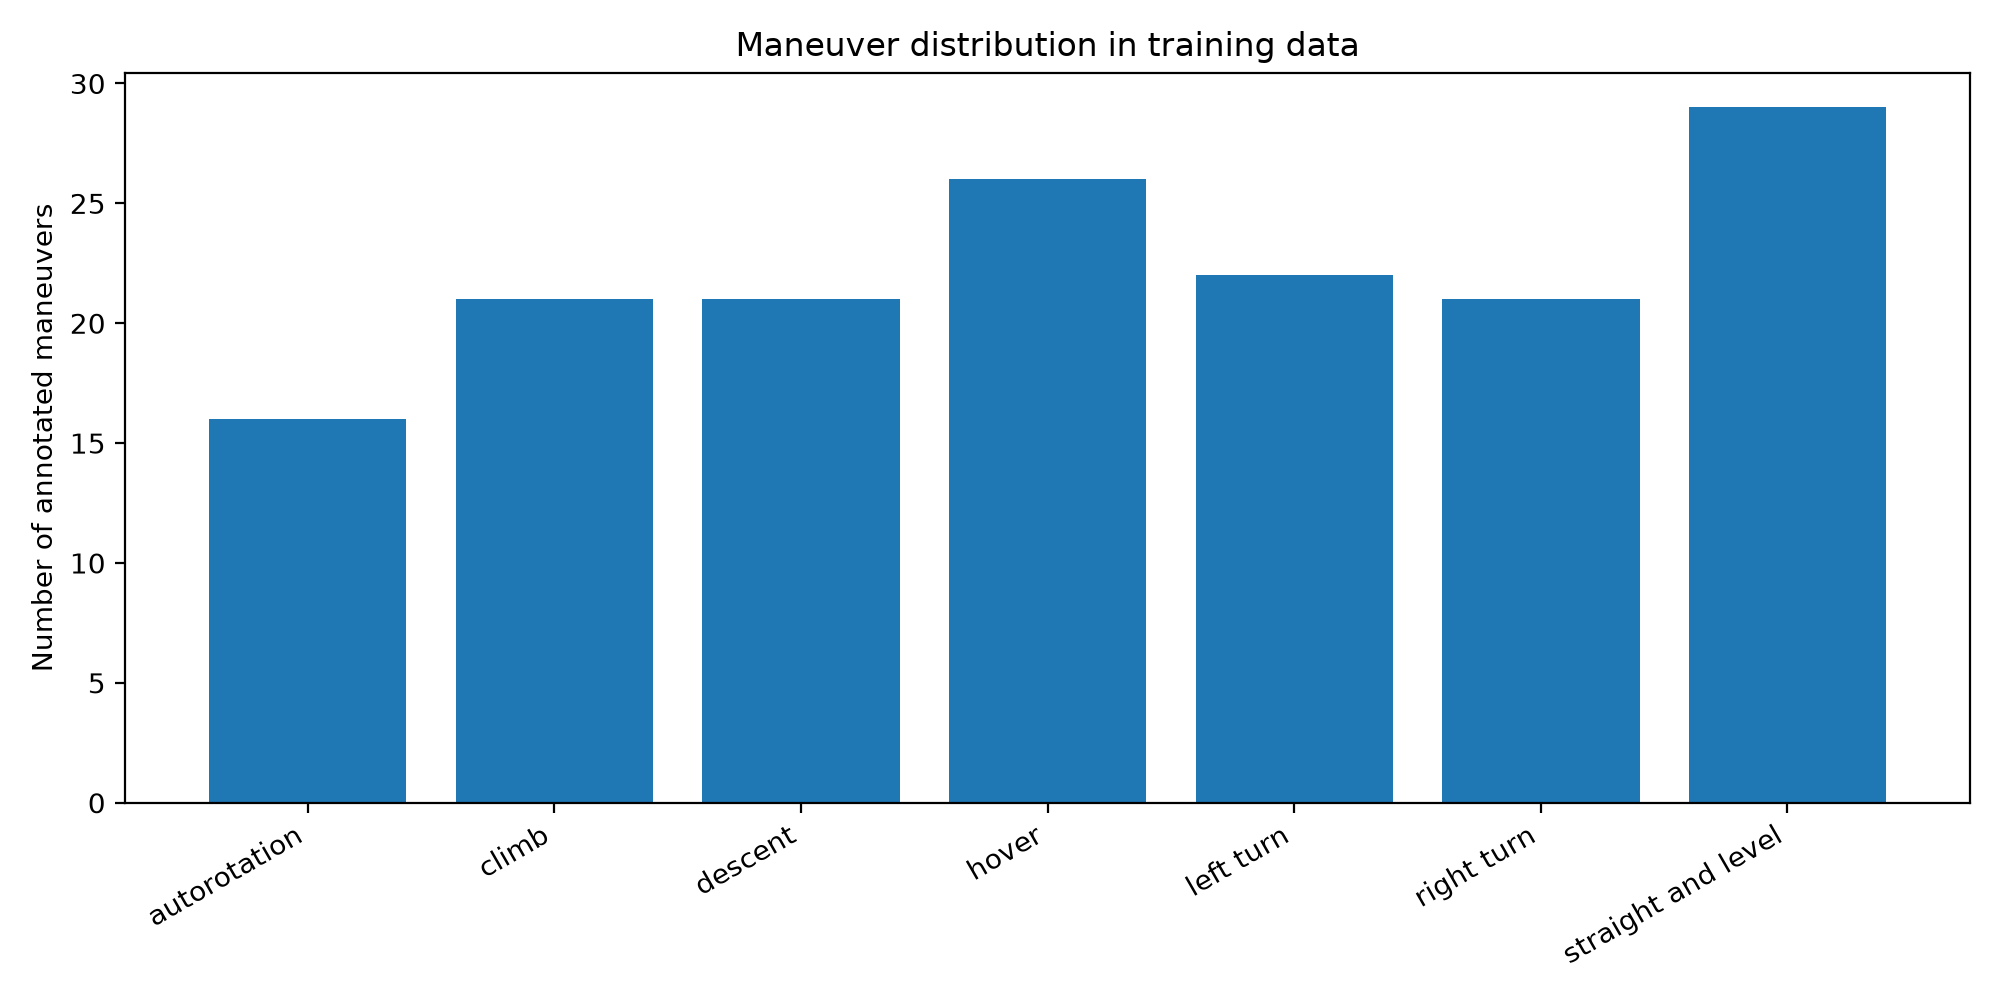 Maneuver distribution in training data
Number of annotated maneuvers
30
25
20
15
10
5
0
autorotation
climb
descent
hover
left turn
right turn
straight and level